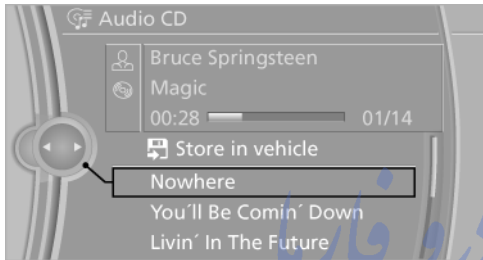 Audio CD
Bruce Springsteen
Magic
00:28 01/14
Store in vehicle
Nowhere
You´ll Be Comin´ Down
Livin´ In The Future